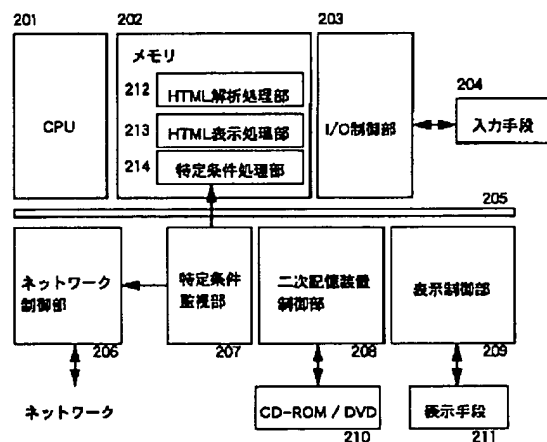 201
202
203
メモリ
204
212
HTML解析処理部
CPU
213
HTML表示処理部
I/O制御部
入力手段
214
特定条件処理部
205
ネットワーク
制御部
特定条件
監視部
二次記憶装置
制御部
表示制御部
206
207
208
209
ネットワーク
CD-ROM / DVD
表示手段
210
211